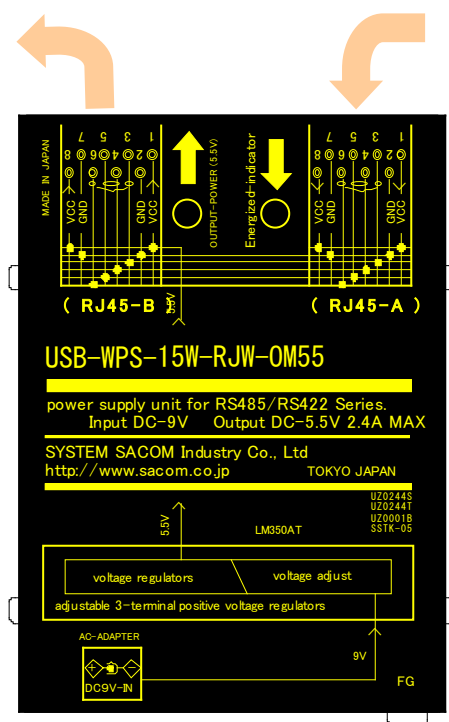 MADE IN JAPAN
7 5 3 1
8 6 4 2
VCC GND GND VCC
OUTPUT-POWER (5.5V)
Energized-indicator
7 5 3 1
8 6 4 2
VCC GND GND VCC
( RJ45-B )
5.5V
( RJ45-A )
USB-WPS-15W-RJW-OM55
power supply unit for RS485/RS422 Series.
Input DC-9V Output DC-5.5V 2.4A MAX
SYSTEM SACOM Industry Co., Ltd
http://www.sacom.co.jp TOKYO JAPAN
UZ0244S
UZ0244T
UZ0001B
SSTK-05
5.5V
LM350AT
voltage regulators voltage adjust
adjustable 3-terminal positive voltage regulators
AC-ADAPTER
9V
DC9V-IN
FG